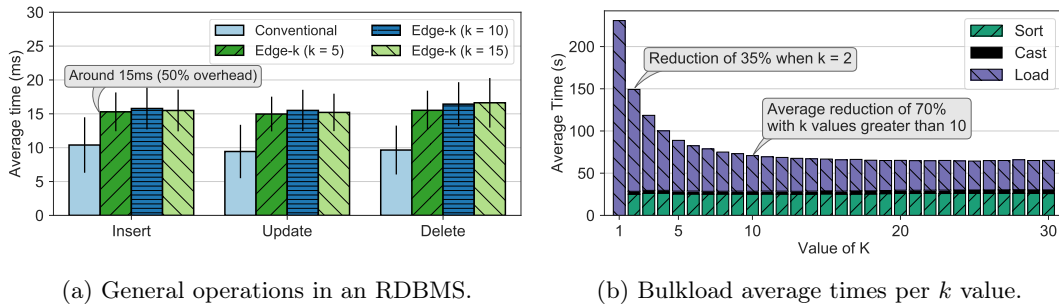 30
25
20
15
10
5
0
Average time (ms)
Conventional
Edge-k (k = 5)
Edge-k (k = 10)
Edge-k (k = 15)
Around 15ms (50% overhead)
Insert
Update
Delete
(a) General operations in an RDBMS.
200
150
100
50
0
Average Time (s)
Sort
Cast
Load
Reduction of 35% when k = 2
Average reduction of 70%
with k values greater than 10
1
5
10
20
30
Value of K
(b) Bulkload average times per k value.